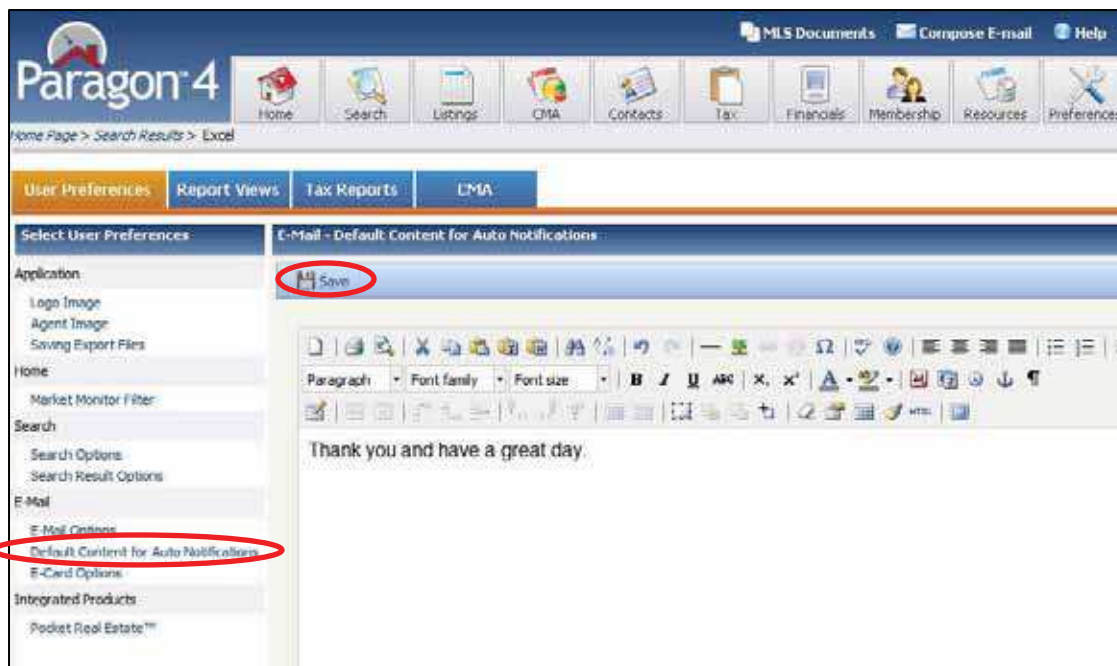 MLS Documents Compose E-mail Help
Paragon™ 4
Home Search Listings CMA Contacts Tax Financials Membership Resources Preferences
Home Page > Search Results > Excel
User Preferences Report Views Tax Reports CMA
Select User Preferences
E-Mail - Default Content for Auto Notifications
Application
Save
Logo Image
Agent Image
Saving Export Files
Home
Paragraph Font family Font size B I U ABC
Market Monitor Filter
HTML
Search
Thank you and have a great day.
Search Options
Search Result Options
E-Mail
E-Mail Options
Default Content for Auto Notifications
E-Card Options
Integrated Products
Pocket Real Estate™